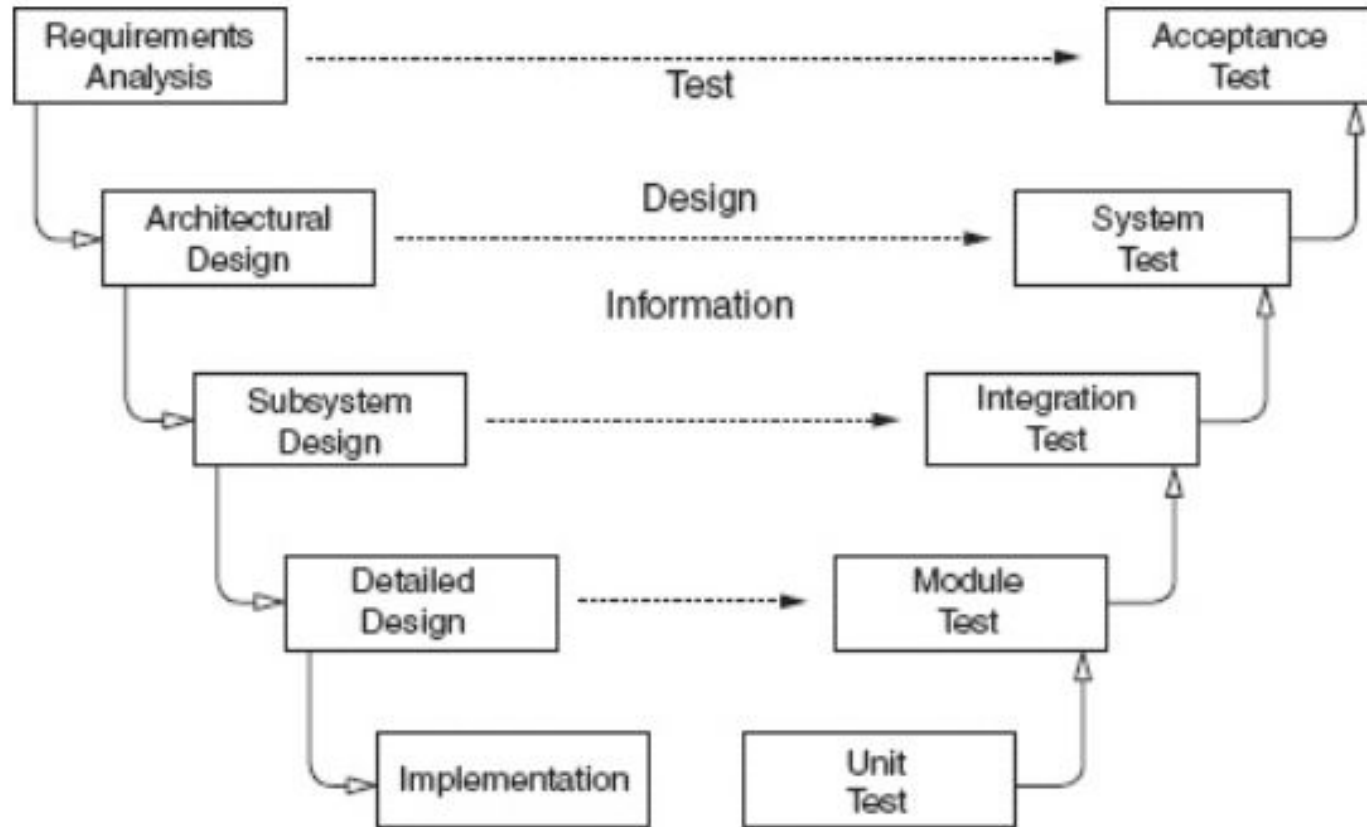 Requirements
Analysis
Acceptance
Test
Test
Architectural
Design
Design
System
Test
Information
Subsystem
Design
Integration
Test
Detailed
Design
Module
Test
Implementation
Unit
Test